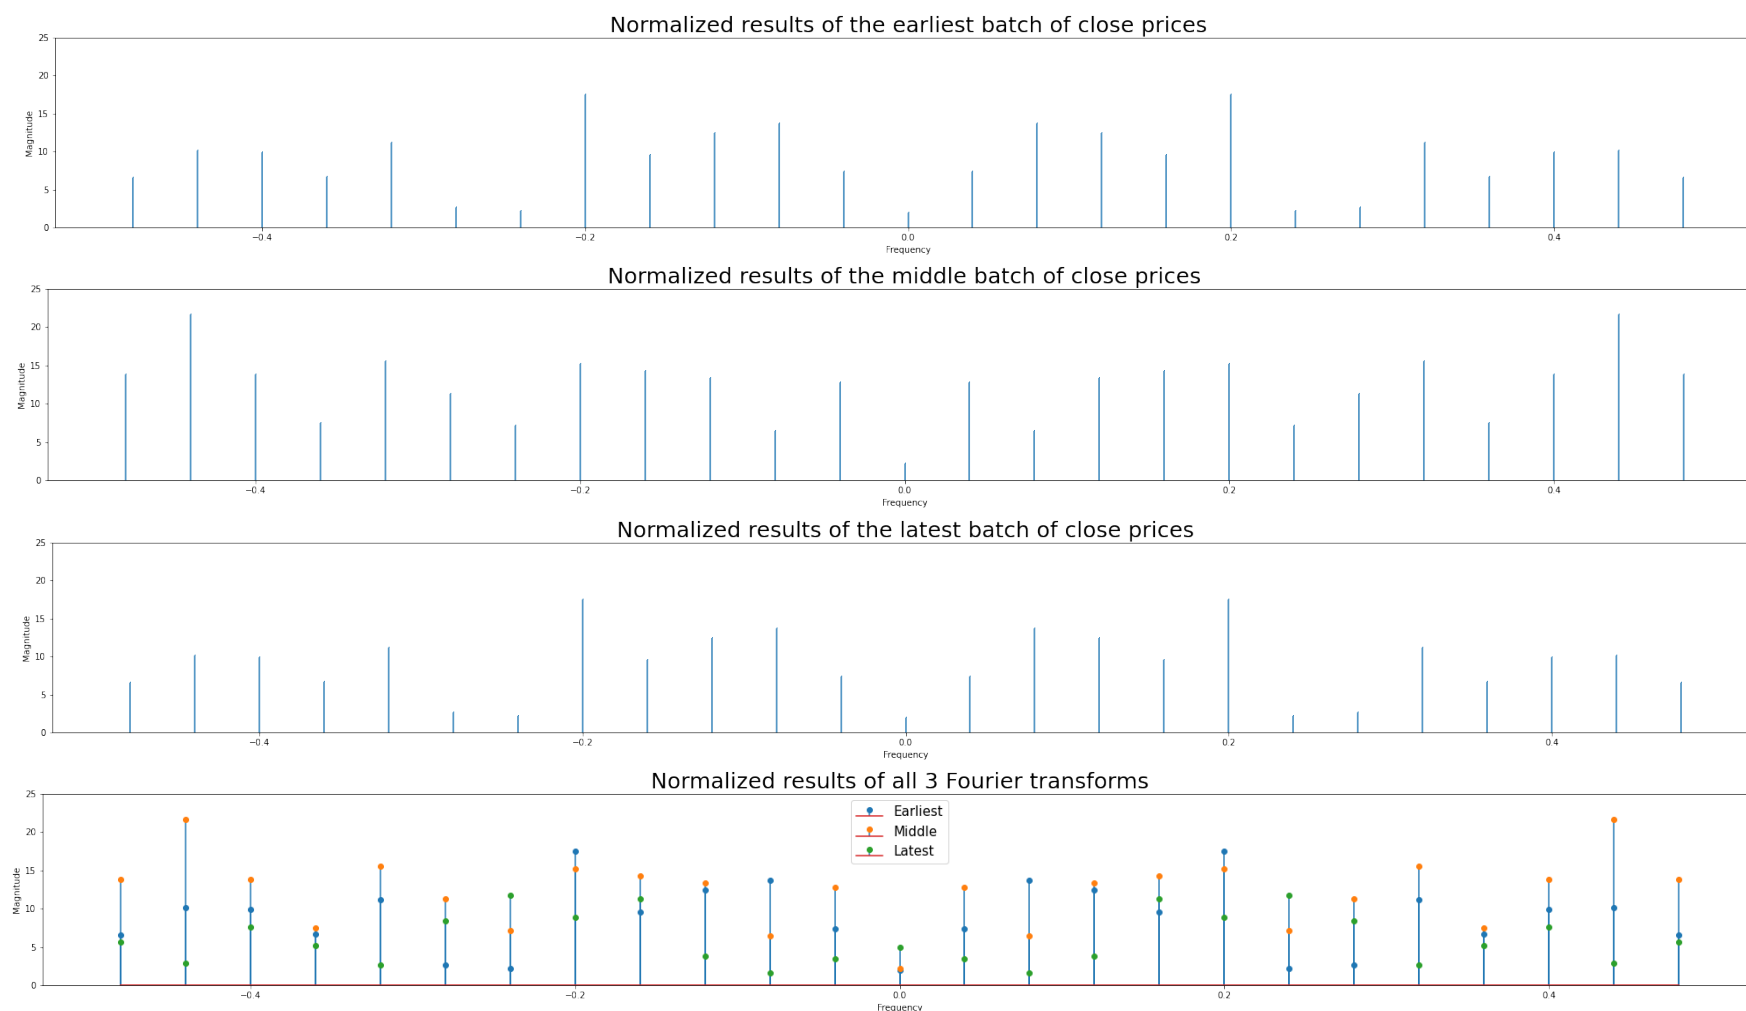 Normalized results of the earliest batch of close prices
25
20
15
10
5
0
Magnitude
−0.4
−0.2
0.0
0.2
0.4
Frequency
Normalized results of the middle batch of close prices
25
20
15
10
5
0
Magnitude
−0.4
−0.2
0.0
0.2
0.4
Frequency
Normalized results of the latest batch of close prices
25
20
15
10
5
0
Magnitude
−0.4
−0.2
0.0
0.2
0.4
Frequency
Normalized results of all 3 Fourier transforms
25
20
15
10
5
0
Magnitude
Earliest
Middle
Latest
−0.4
−0.2
0.0
0.2
0.4
Frequency